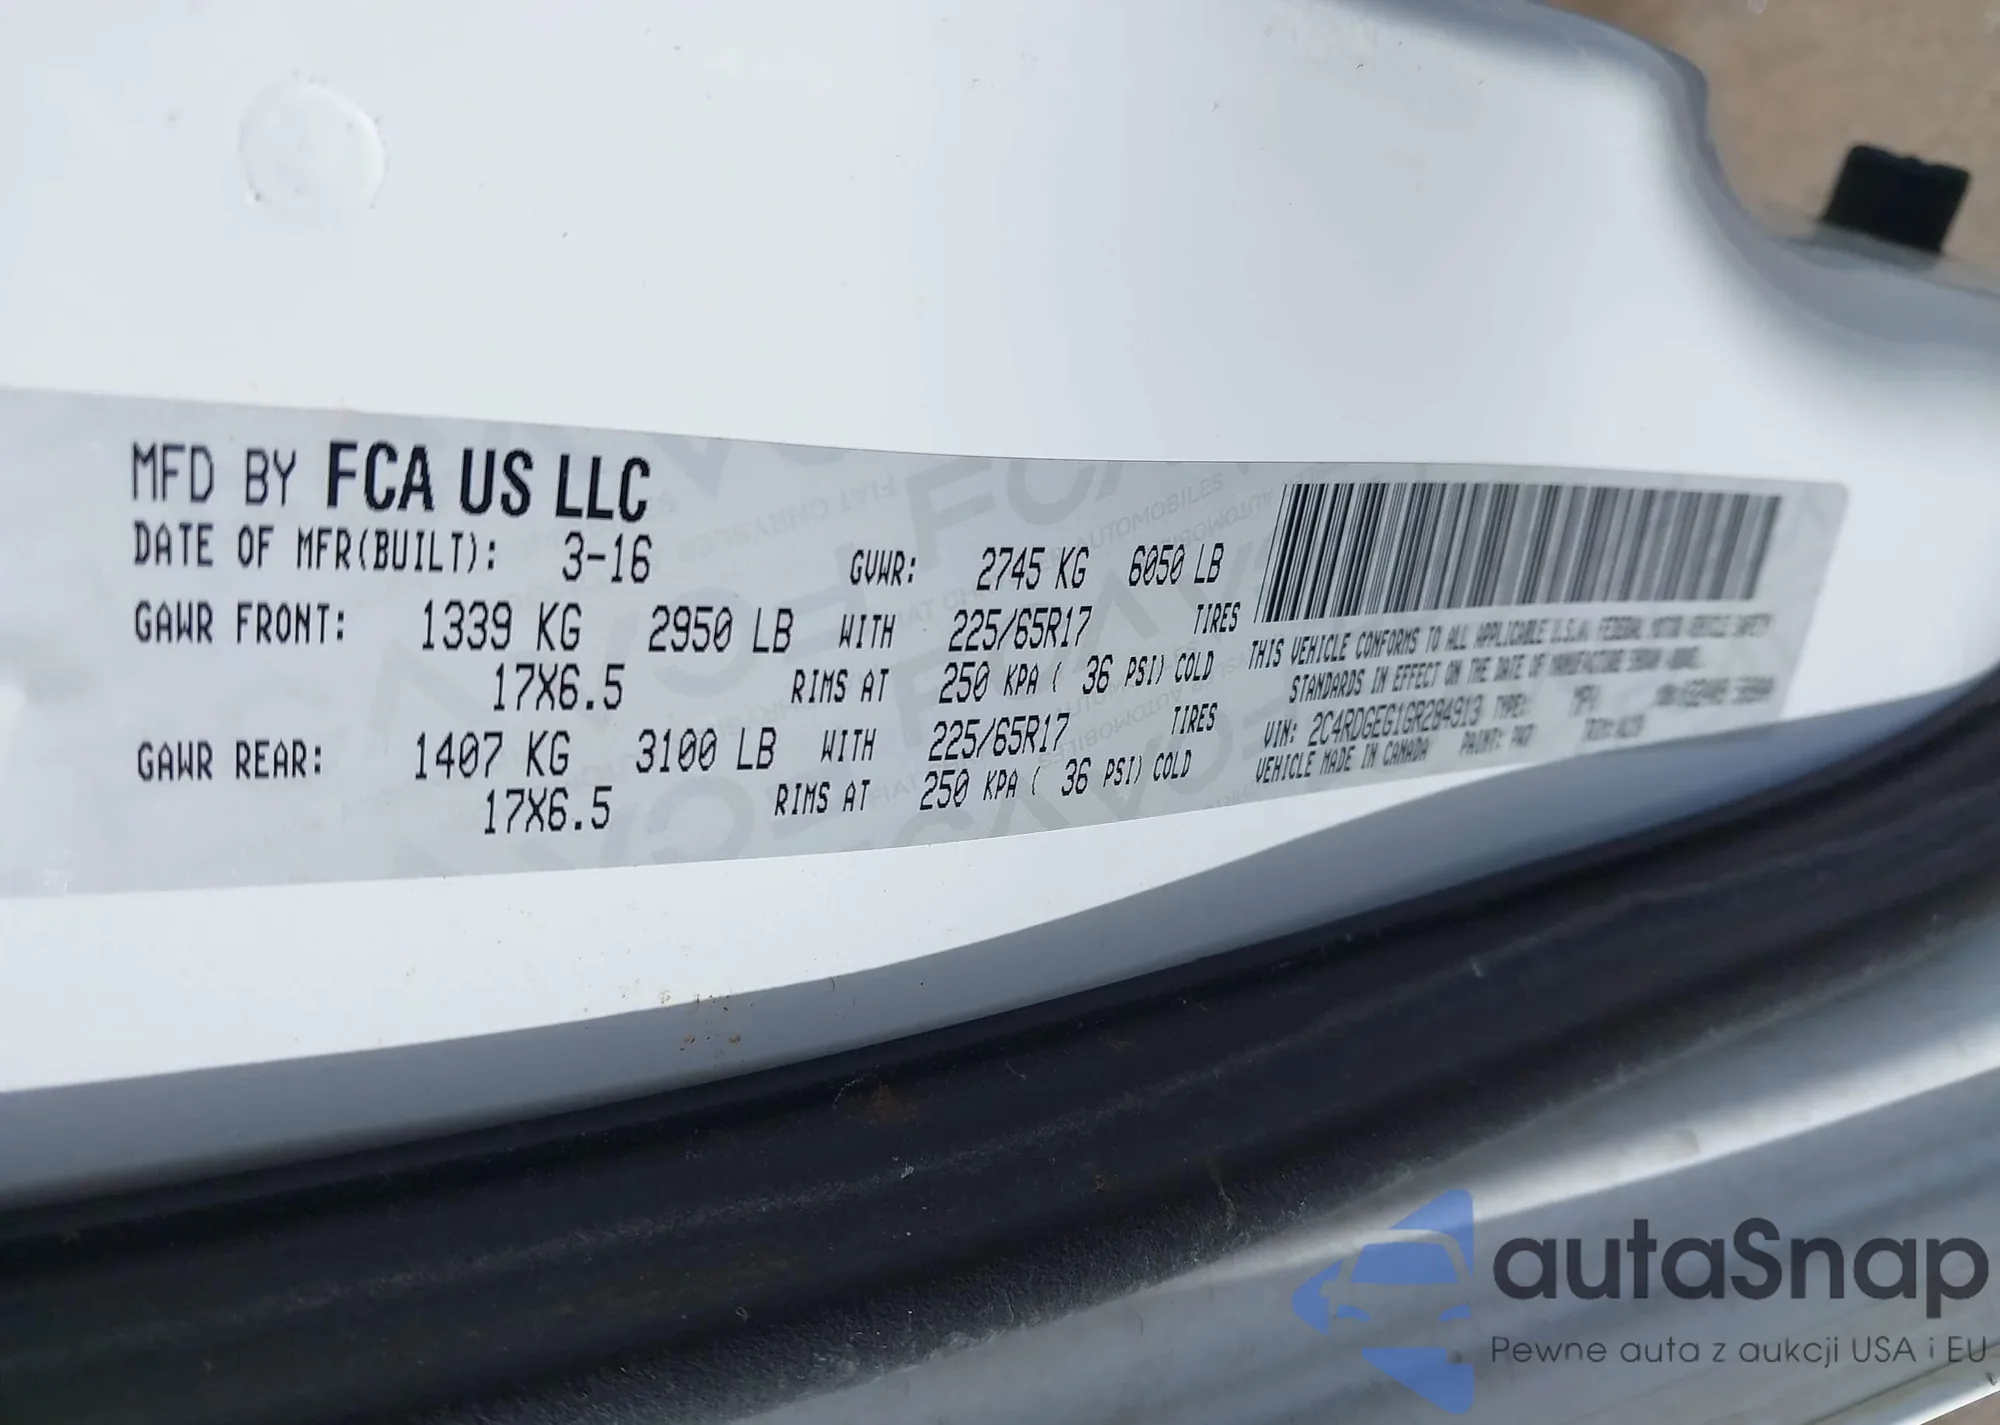 MFD BY FCA US LLC
DATE OF MFR(BUILT): 3-16 GVWR: 2745 KG 6050 LB
GAWR FRONT: 1339 KG 2950 LB WITH 225/65R17 TIRES
17X6.5 RIMS AT 250 KPA ( 36 PSI) COLD
GAWR REAR: 1407 KG 3100 LB WITH 225/65R17 TIRES
17X6.5 RIMS AT 250 KPA ( 36 PSI) COLD
THIS VEHICLE CONFORMS TO ALL APPLICABLE U.S.A. FEDERAL MOTOR VEHICLE SAFETY
STANDARDS IN EFFECT ON THE DATE OF MANUFACTURE SHOWN ABOVE.
VIN: 2C4RDGEG1GR284913 TYPE: MPV
VEHICLE MADE IN CANADA PAINT: PW7
autaSnap
Pewne auta z aukcji USA i EU